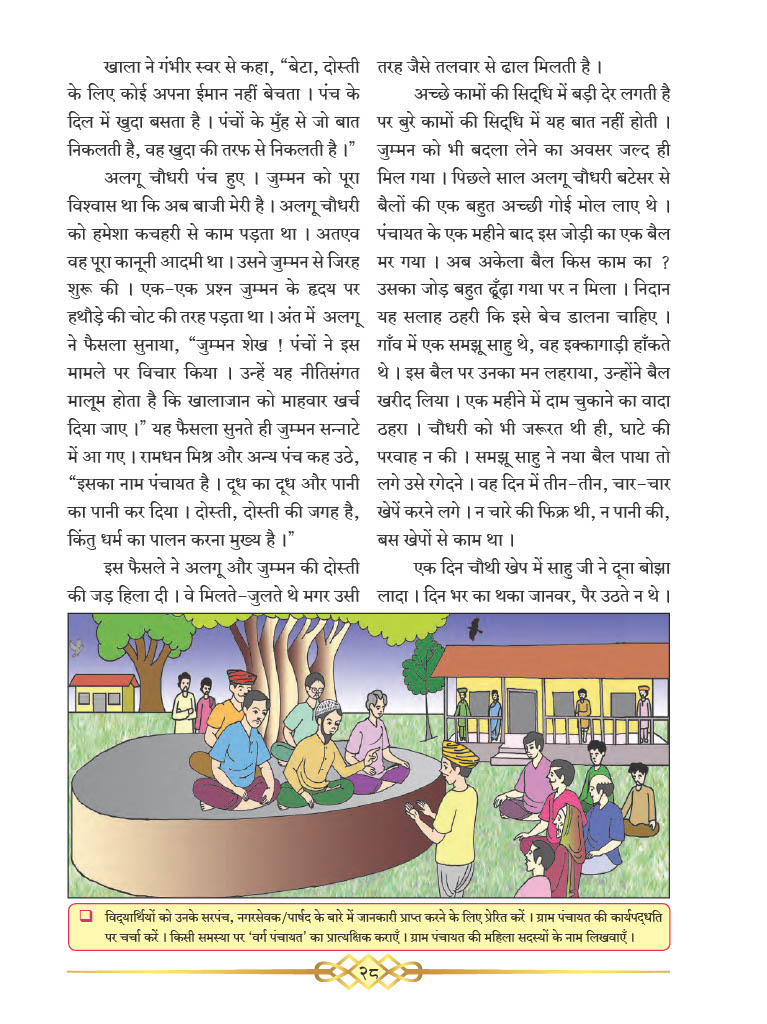 खाला ने गंभीर स्वर से कहा, “बेटा, दोस्ती
के लिए कोई अपना ईमान नहीं बेचता । पंच के
दिल में खुदा बसता है । पंचों के मुँह से जो बात
निकलती है, वह खुदा की तरफ से निकलती है ।”
अलगू चौधरी पंच हुए । जुम्मन को पूरा
विश्वास था कि अब बाजी मेरी है । अलगू चौधरी
को हमेशा कचहरी से काम पड़ता था । अतएव
वह पूरा कानूनी आदमी था । उसने जुम्मन से जिरह
शुरू की । एक-एक प्रश्न जुम्मन के हृदय पर
हथौड़े की चोट की तरह पड़ता था । अंत में अलगू
ने फैसला सुनाया, “जुम्मन शेख ! पंचों ने इस
मामले पर विचार किया । उन्हें यह नीतिसंगत
मालूम होता है कि खालाजान को माहवार खर्च
दिया जाए ।” यह फैसला सुनते ही जुम्मन सन्नाटे
में आ गए । रामधन मिश्र और अन्य पंच कह उठे,
“इसका नाम पंचायत है । दूध का दूध और पानी
का पानी कर दिया । दोस्ती, दोस्ती की जगह है,
किंतु धर्म का पालन करना मुख्य है ।”
इस फैसले ने अलगू और जुम्मन की दोस्ती
की जड़ हिला दी । वे मिलते-जुलते थे मगर उसी
तरह जैसे तलवार से ढाल मिलती है ।
अच्छे कामों की सिद्‌धि में बड़ी देर लगती है
पर बुरे कामों की सिद्‌धि में यह बात नहीं होती ।
जुम्मन को भी बदला लेने का अवसर जल्द ही
मिल गया । पिछले साल अलगू चौधरी बटेसर से
बैलों की एक बहुत अच्छी गोई मोल लाए थे ।
पंचायत के एक महीने बाद इस जोड़ी का एक बैल
मर गया । अब अकेला बैल किस काम का ?
उसका जोड़ बहुत ढूँढ़ा गया पर न मिला । निदान
यह सलाह ठहरी कि इसे बेच डालना चाहिए ।
गाँव में एक समझू साहु थे, वह इक्कागाड़ी हाँकते
थे । इस बैल पर उनका मन लहराया, उन्होंने बैल
खरीद लिया । एक महीने में दाम चुकाने का वादा
ठहरा । चौधरी को भी जरूरत थी ही, घाटे की
परवाह न की । समझू साहु ने नया बैल पाया तो
लगे उसे रगेदने । वह दिन में तीन-तीन, चार-चार
खेपें करने लगे । न चारे की फिक्र थी, न पानी की,
बस खेपों से काम था ।
एक दिन चौथी खेप में साहु जी ने दूना बोझा
लादा । दिन भर का थका जानवर, पैर उठते न थे ।
❑ विद्‌यार्थियों को उनके सरपंच, नगरसेवक/पार्षद के बारे में जानकारी प्राप्त करने के लिए प्रेरित करें । ग्राम पंचायत की कार्यपद्‌धति
पर चर्चा करें । किसी समस्या पर ‘वर्ग पंचायत’ का प्रात्यक्षिक कराएँ । ग्राम पंचायत की महिला सदस्यों के नाम लिखवाएँ ।
२८